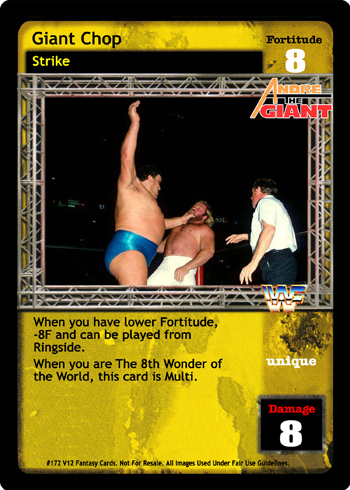 Giant Chop
Fortitude
8
Strike
ANDRE
THE
GIANT
WF
When you have lower Fortitude,
-8F and can be played from
Ringside.
When you are The 8th Wonder of
the World, this card is Multi.
unique
Damage
8
#172 V12 Fantasy Cards. Not For Resale. All Images Used Under Fair Use Guidelines.